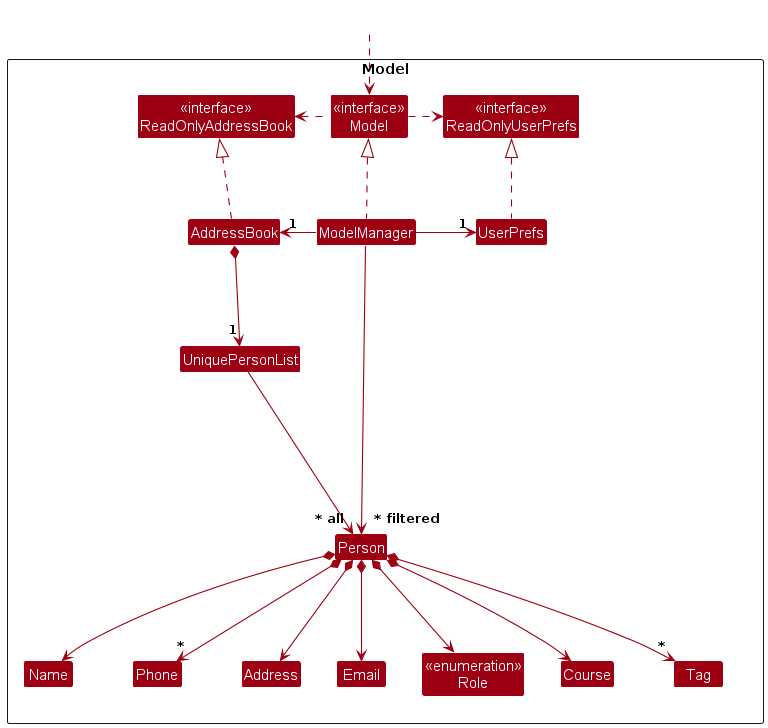 Model
«interface»
ReadOnlyAddressBook
«interface»
Model
«interface»
ReadOnlyUserPrefs
AddressBook
1
ModelManager
1
UserPrefs
1
UniquePersonList
* all
* filtered
Person
*
*
Name
Phone
Address
Email
«enumeration»
Role
Course
Tag